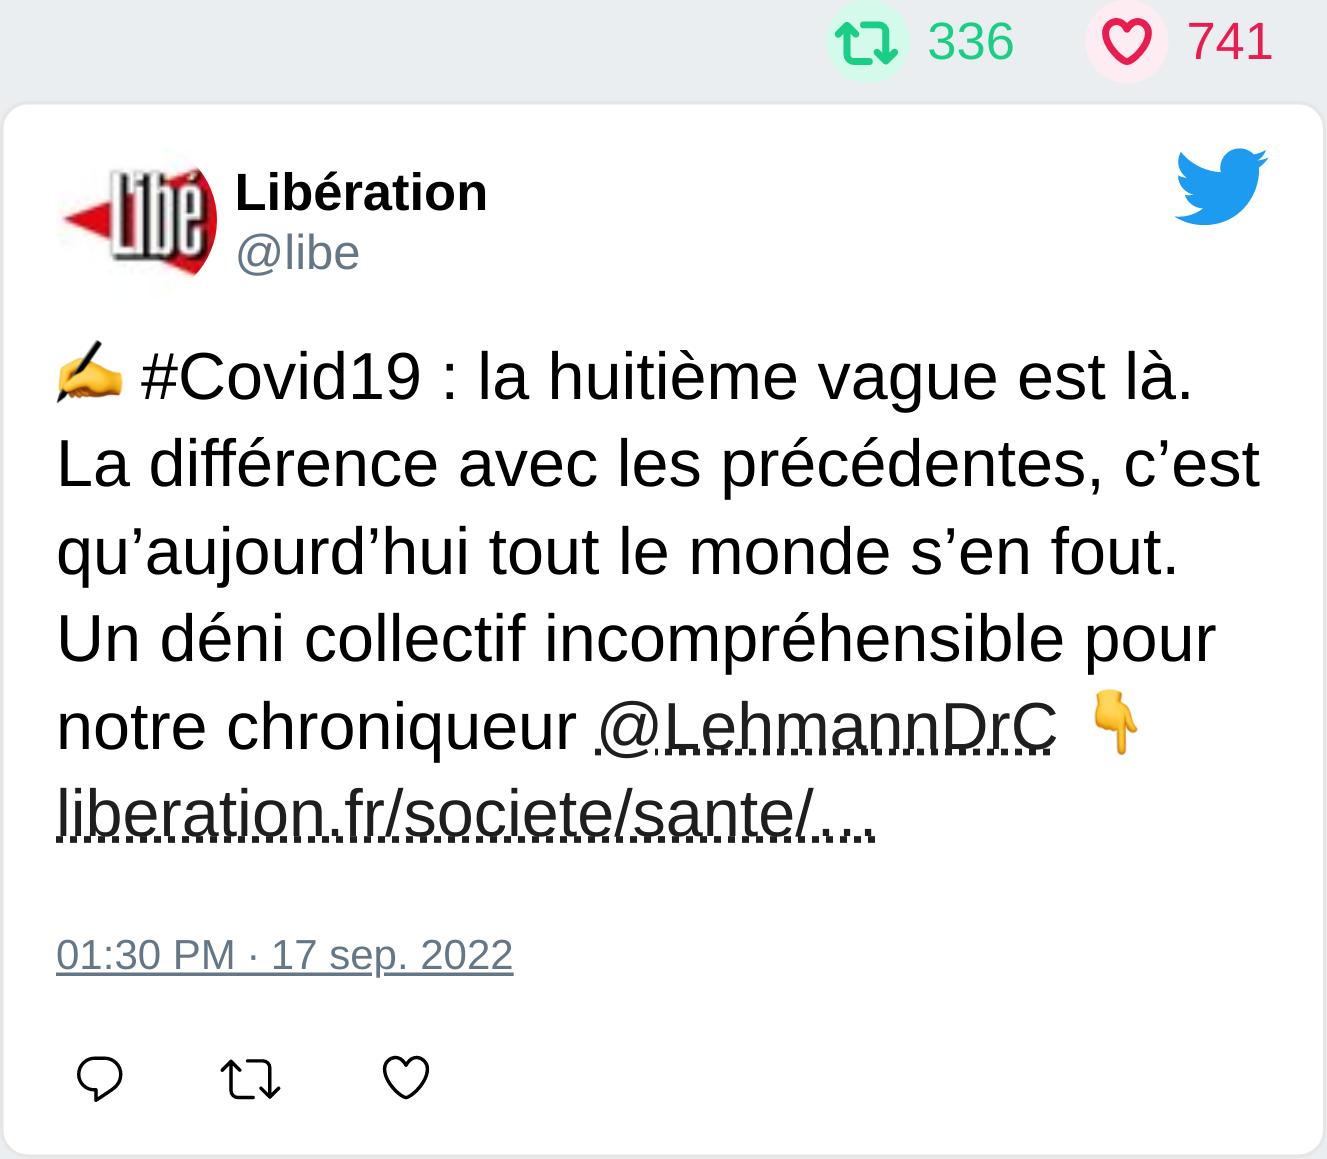 336 741
Libé
Libération
@libe
✍️ #Covid19 : la huitième vague est là.
La différence avec les précédentes, c’est
qu’aujourd’hui tout le monde s’en fout.
Un déni collectif incompréhensible pour
notre chroniqueur @LehmannDrC 👇
liberation.fr/societe/sante/…
01:30 PM · 17 sep. 2022